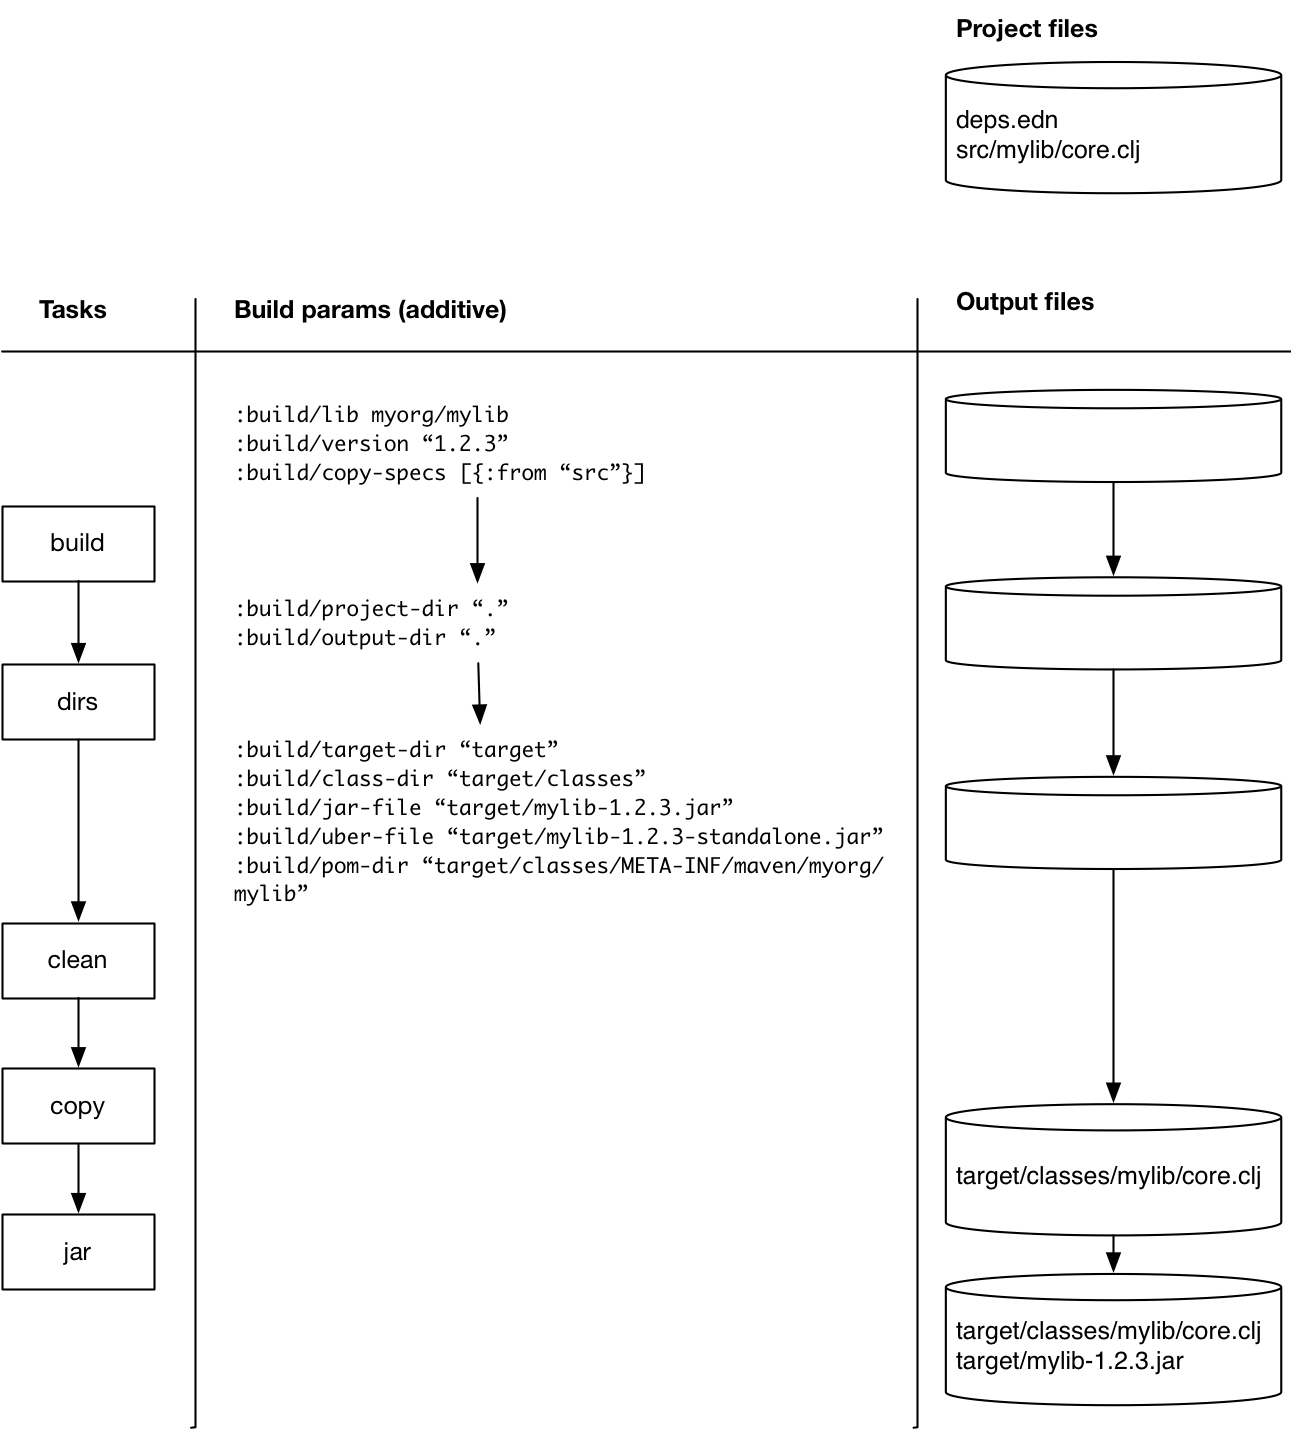 Project files
deps.edn
src/mylib/core.clj
Tasks
Build params (additive)
Output files
:build/lib myorg/mylib
:build/version “1.2.3”
:build/copy-specs [{:from “src”}]
build
:build/project-dir “.”
:build/output-dir “.”
dirs
:build/target-dir “target”
:build/class-dir “target/classes”
:build/jar-file “target/mylib-1.2.3.jar”
:build/uber-file “target/mylib-1.2.3-standalone.jar”
:build/pom-dir “target/classes/META-INF/maven/myorg/
mylib”
clean
copy
target/classes/mylib/core.clj
jar
target/classes/mylib/core.clj
target/mylib-1.2.3.jar